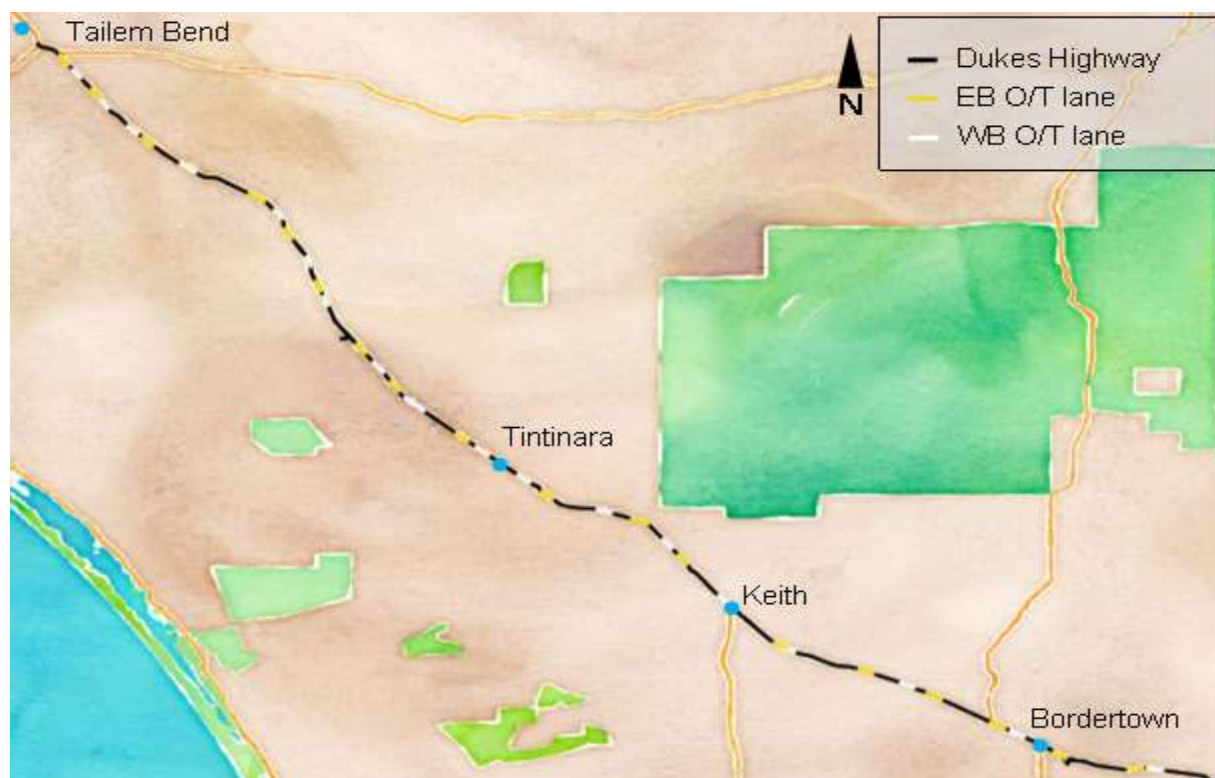 Tailem Bend
Dukes Highway
EB O/T lane
WB O/T lane
N
Tintinara
Keith
Bordertown